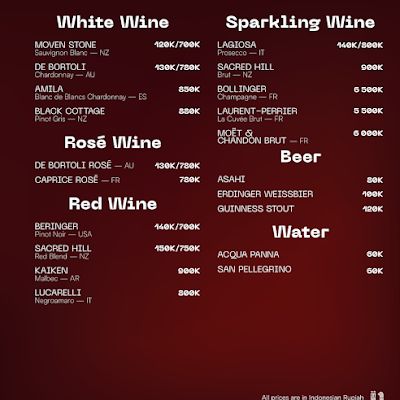 White Wine
MOVEN STONE 120K/700K
Sauvignon Blanc — NZ
DE BORTOLI 130K/780K
Chardonnay — AU
AMILA 850K
Blanc de Blancs Chardonnay — ES
BLACK COTTAGE 880K
Pinot Gris — NZ
Rosé Wine
DE BORTOLI ROSÉ — AU 130K/780K
CAPRICE ROSÉ — FR 780K
Red Wine
BERINGER 140K/700K
Pinot Noir — USA
SACRED HILL 150K/750K
Red Blend — NZ
KAIKEN 900K
Malbec — AR
LUCARELLI 800K
Negroamaro — IT
Sparkling Wine
LAGIOSA 140K/800K
Prosecco — IT
SACRED HILL 900K
Brut — NZ
BOLLINGER 6 500K
Champagne — FR
LAURENT-PERRIER 5 500K
La Cuvée Brut — FR
MOËT & 6 000K
CHANDON BRUT — FR
Beer
ASAHI 80K
ERDINGER WEISSBIER 100K
GUINNESS STOUT 120K
Water
ACQUA PANNA 60K
SAN PELLEGRINO 60K
All prices are in Indonesian Rupiah